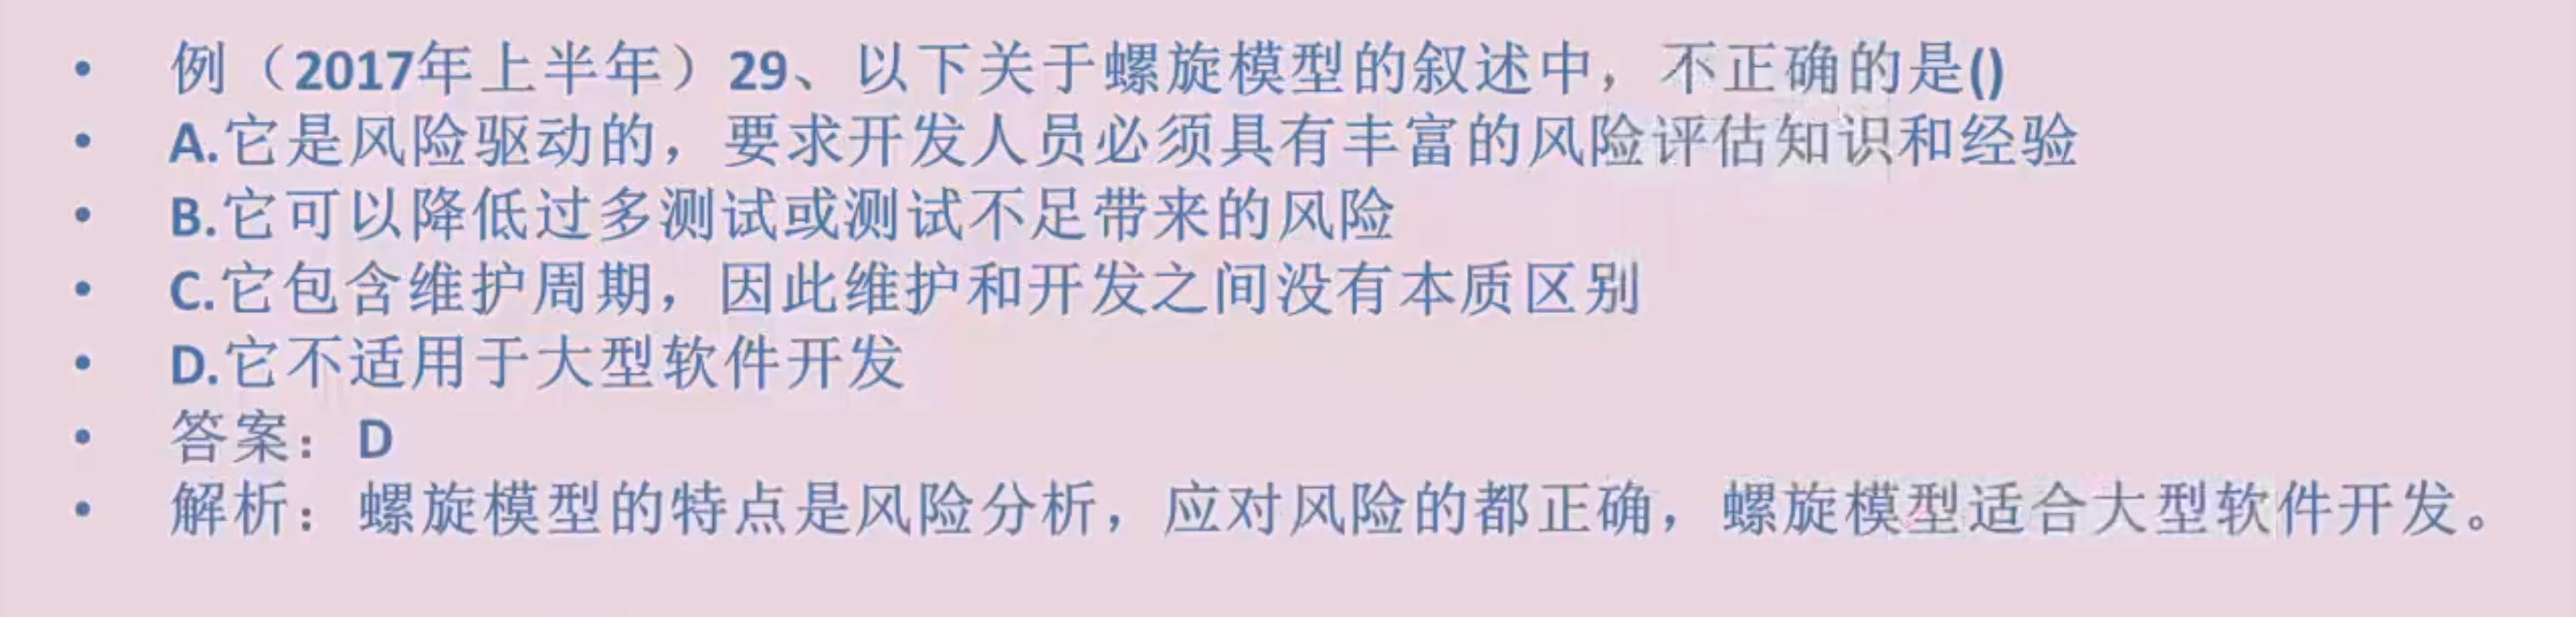 • 例（2017年上半年）29、以下关于螺旋模型的叙述中，不正确的是()
• A.它是风险驱动的，要求开发人员必须具有丰富的风险评估知识和经验
• B.它可以降低过多测试或测试不足带来的风险
• C.它包含维护周期，因此维护和开发之间没有本质区别
• D.它不适用于大型软件开发
• 答案：D
• 解析：螺旋模型的特点是风险分析，应对风险的都正确，螺旋模型适合大型软件开发。